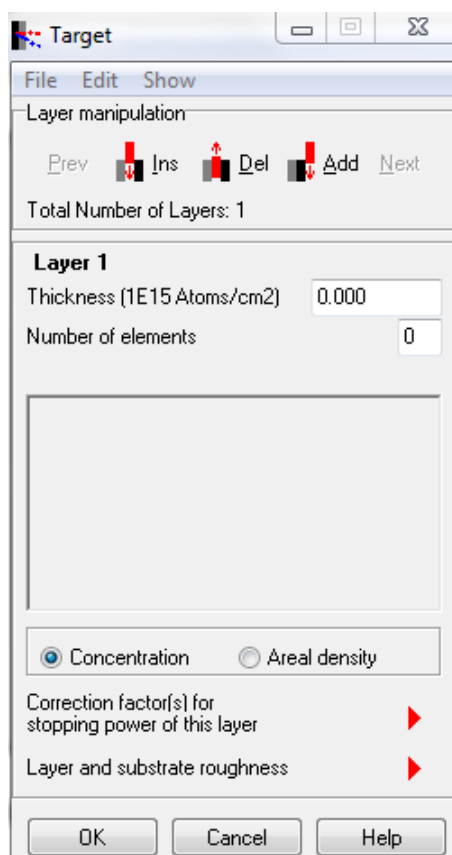 Target
File Edit Show
Layer manipulation
Prev Ins Del Add Next
Total Number of Layers: 1
Layer 1
Thickness (1E15 Atoms/cm2) 0.000
Number of elements 0
Concentration Areal density
Correction factor(s) for
stopping power of this layer
Layer and substrate roughness
OK Cancel Help